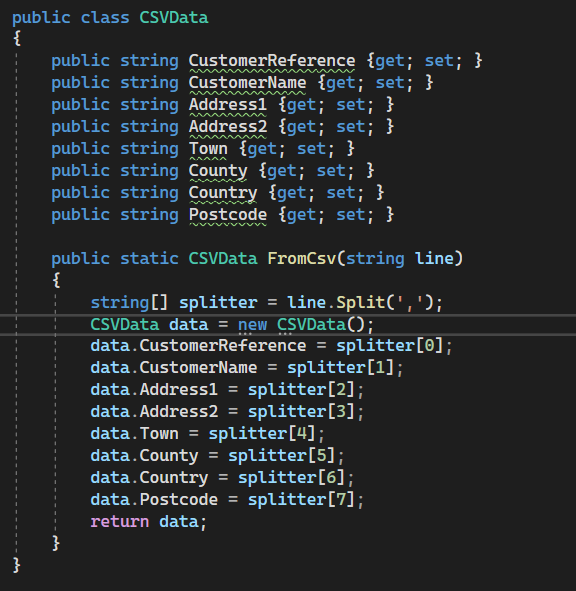 public class CSVData
{
    public string CustomerReference {get; set; }
    public string CustomerName {get; set; }
    public string Address1 {get; set; }
    public string Address2 {get; set; }
    public string Town {get; set; }
    public string County {get; set; }
    public string Country {get; set; }
    public string Postcode {get; set; }

    public static CSVData FromCsv(string line)
    {
        string[] splitter = line.Split(',');
        CSVData data = new CSVData();
        data.CustomerReference = splitter[0];
        data.CustomerName = splitter[1];
        data.Address1 = splitter[2];
        data.Address2 = splitter[3];
        data.Town = splitter[4];
        data.County = splitter[5];
        data.Country = splitter[6];
        data.Postcode = splitter[7];
        return data;
    }
}